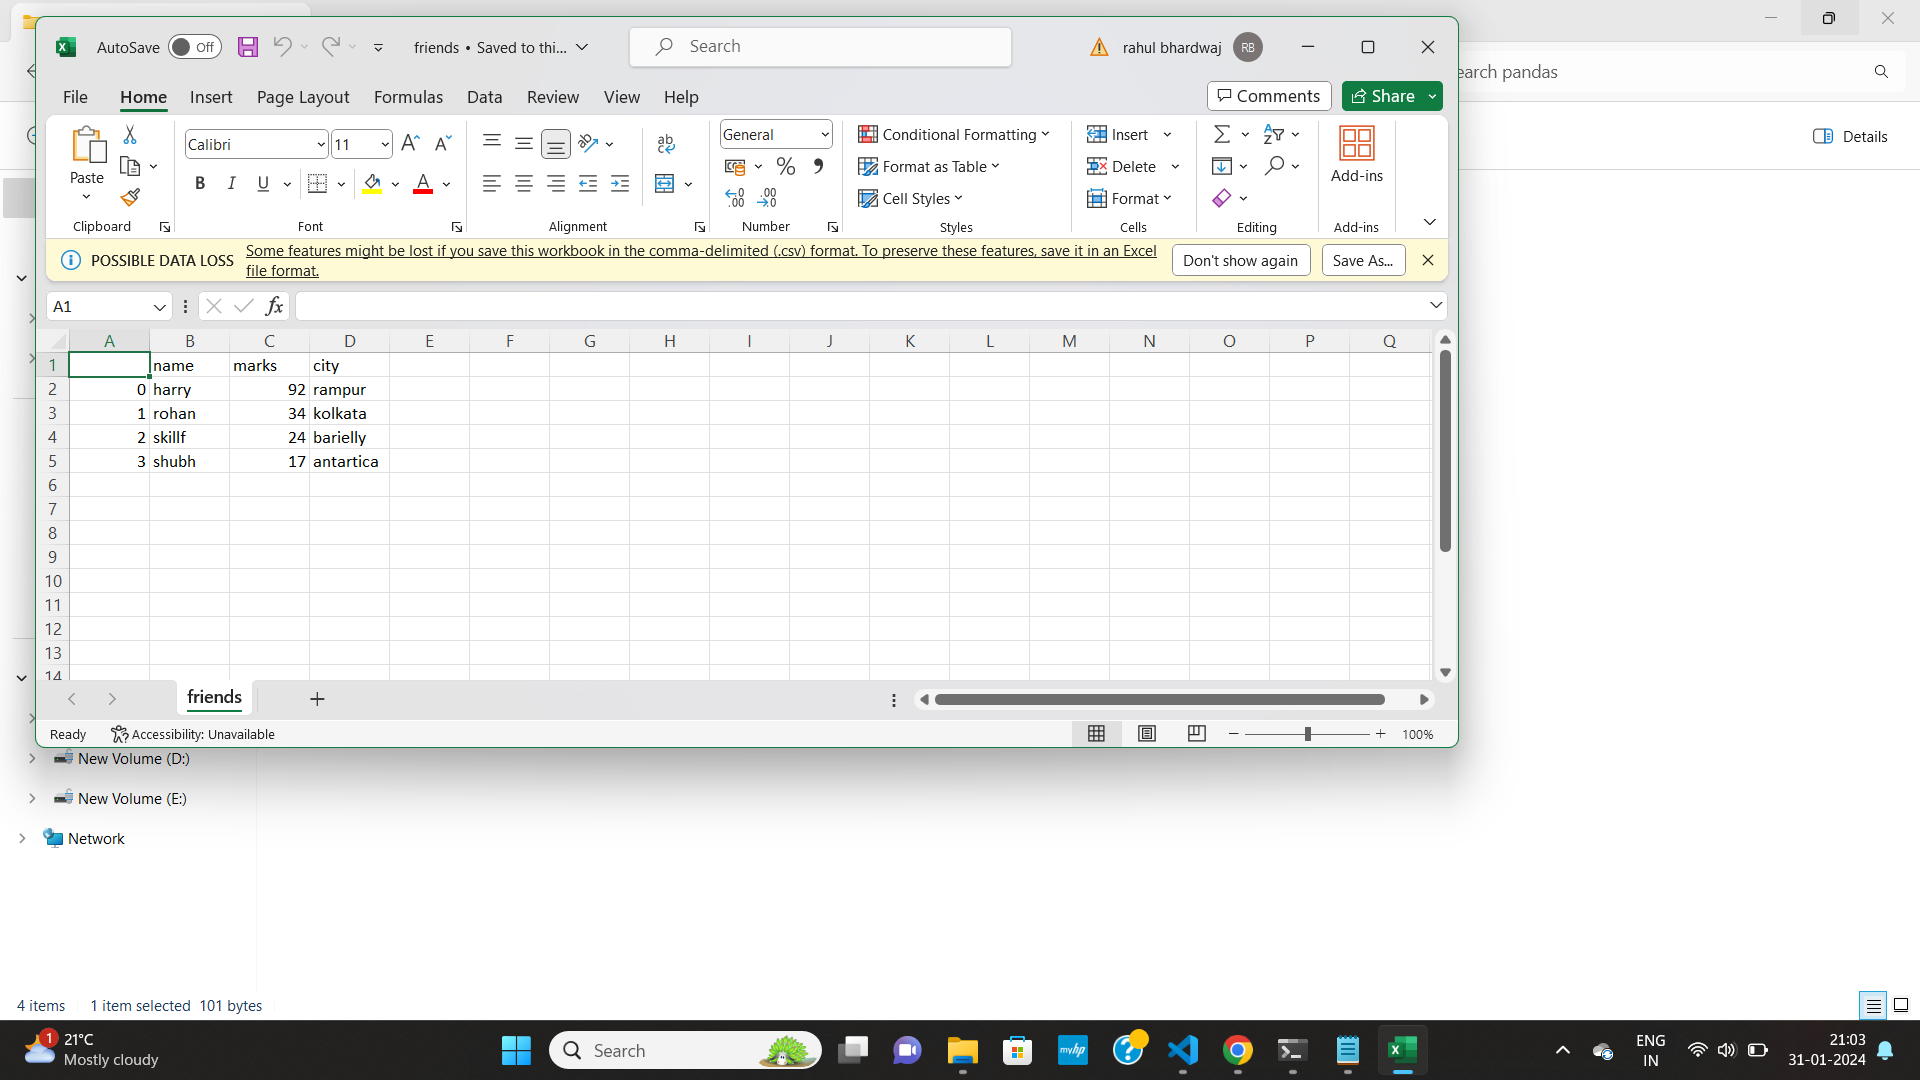 AutoSave Off friends • Saved to thi... Search rahul bhardwaj RB
earch pandas
File Home Insert Page Layout Formulas Data Review View Help Comments Share
Paste Calibri 11 General Conditional Formatting Insert Details
B I U Format as Table Delete Add-ins
Cell Styles Format
Clipboard Font Alignment Number Styles Cells Editing Add-ins
POSSIBLE DATA LOSS Some features might be lost if you save this workbook in the comma-delimited (.csv) format. To preserve these features, save it in an Excel Don't show again Save As...
file format.
A1 fx
A B C D E F G H I J K L M N O P Q
1 name marks city
2 0 harry 92 rampur
3 1 rohan 34 kolkata
4 2 skillf 24 barielly
5 3 shubh 17 antartica
6
7
8
9
10
11
12
13
14
friends
Ready Accessibility: Unavailable 100%
New Volume (D:)
New Volume (E:)
Network
4 items 1 item selected 101 bytes
1 21°C
Mostly cloudy
Search
myhp
ENG
IN
21:03
31-01-2024